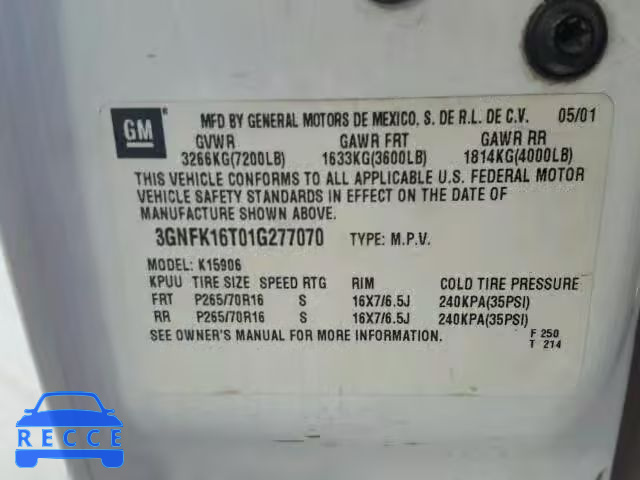 GM
MFD BY GENERAL MOTORS DE MEXICO, S. DE R.L. DE C.V. 05/01
GVWR GAWR FRT GAWR RR
3266KG(7200LB) 1633KG(3600LB) 1814KG(4000LB)
THIS VEHICLE CONFORMS TO ALL APPLICABLE U.S. FEDERAL MOTOR
VEHICLE SAFETY STANDARDS IN EFFECT ON THE DATE OF
MANUFACTURE SHOWN ABOVE.
3GNFK16T01G277070 TYPE: M.P.V.
MODEL: K15906
KPUU TIRE SIZE SPEED RTG RIM COLD TIRE PRESSURE
FRT P265/70R16 S 16X7/6.5J 240KPA(35PSI)
RR P265/70R16 S 16X7/6.5J 240KPA(35PSI)
SEE OWNER'S MANUAL FOR MORE INFORMATION.
F 250
T 214
RECCE